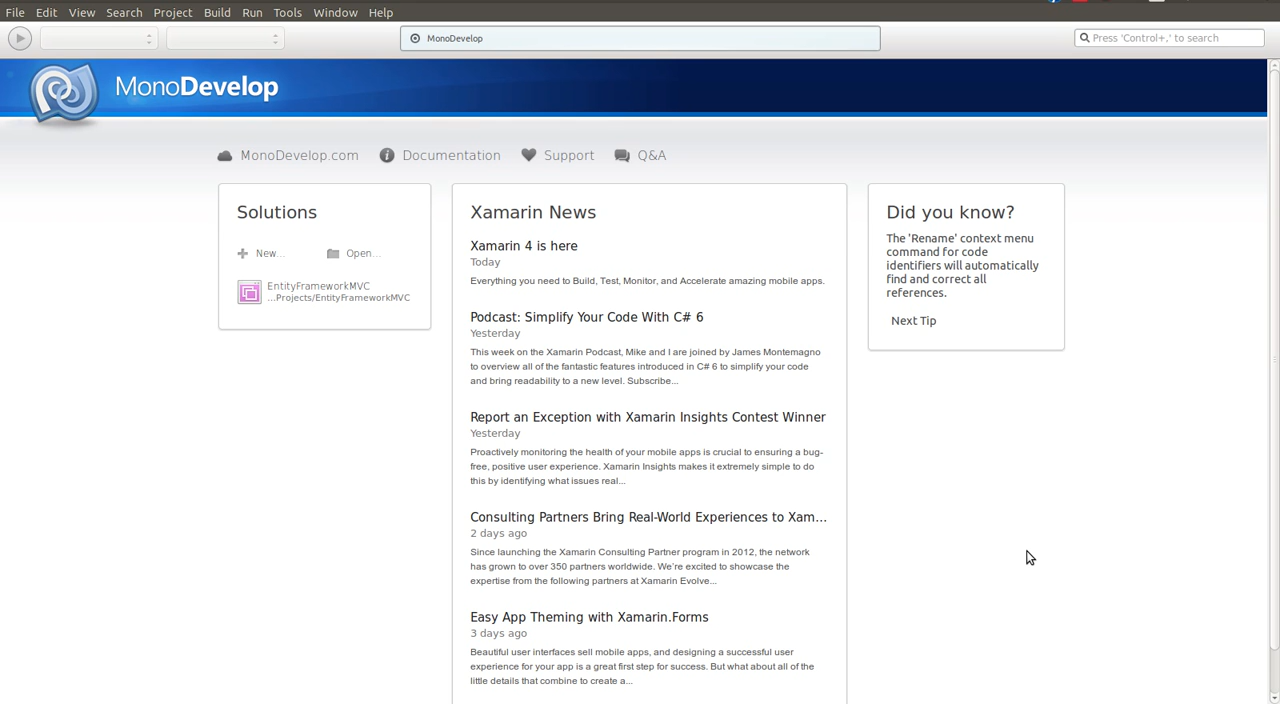 File Edit View Search Project Build Run Tools Window Help
MonoDevelop
Press 'Control+,' to search
MonoDevelop
MonoDevelop.com Documentation Support Q&A
Solutions
New... Open...
EntityFrameworkMVC
...Projects/EntityFrameworkMVC
Xamarin News
Xamarin 4 is here
Today
Everything you need to Build, Test, Monitor, and Accelerate amazing mobile apps.
Podcast: Simplify Your Code With C# 6
Yesterday
This week on the Xamarin Podcast, Mike and I are joined by James Montemagno
to overview all of the fantastic features introduced in C# 6 to simplify your code
and bring readability to a new level. Subscribe...
Report an Exception with Xamarin Insights Contest Winner
Yesterday
Proactively monitoring the health of your mobile apps is crucial to ensuring a bug-
free, positive user experience. Xamarin Insights makes it extremely simple to do
this by identifying what issues real...
Consulting Partners Bring Real-World Experiences to Xam...
2 days ago
Since launching the Xamarin Consulting Partner program in 2012, the network
has grown to over 350 partners worldwide. We're excited to showcase the
expertise from the following partners at Xamarin Evolve...
Easy App Theming with Xamarin.Forms
3 days ago
Beautiful user interfaces sell mobile apps, and designing a successful user
experience for your app is a great first step for success. But what about all of the
little details that combine to create a...
Did you know?
The 'Rename' context menu
command for code
identifiers will automatically
find and correct all
references.
Next Tip